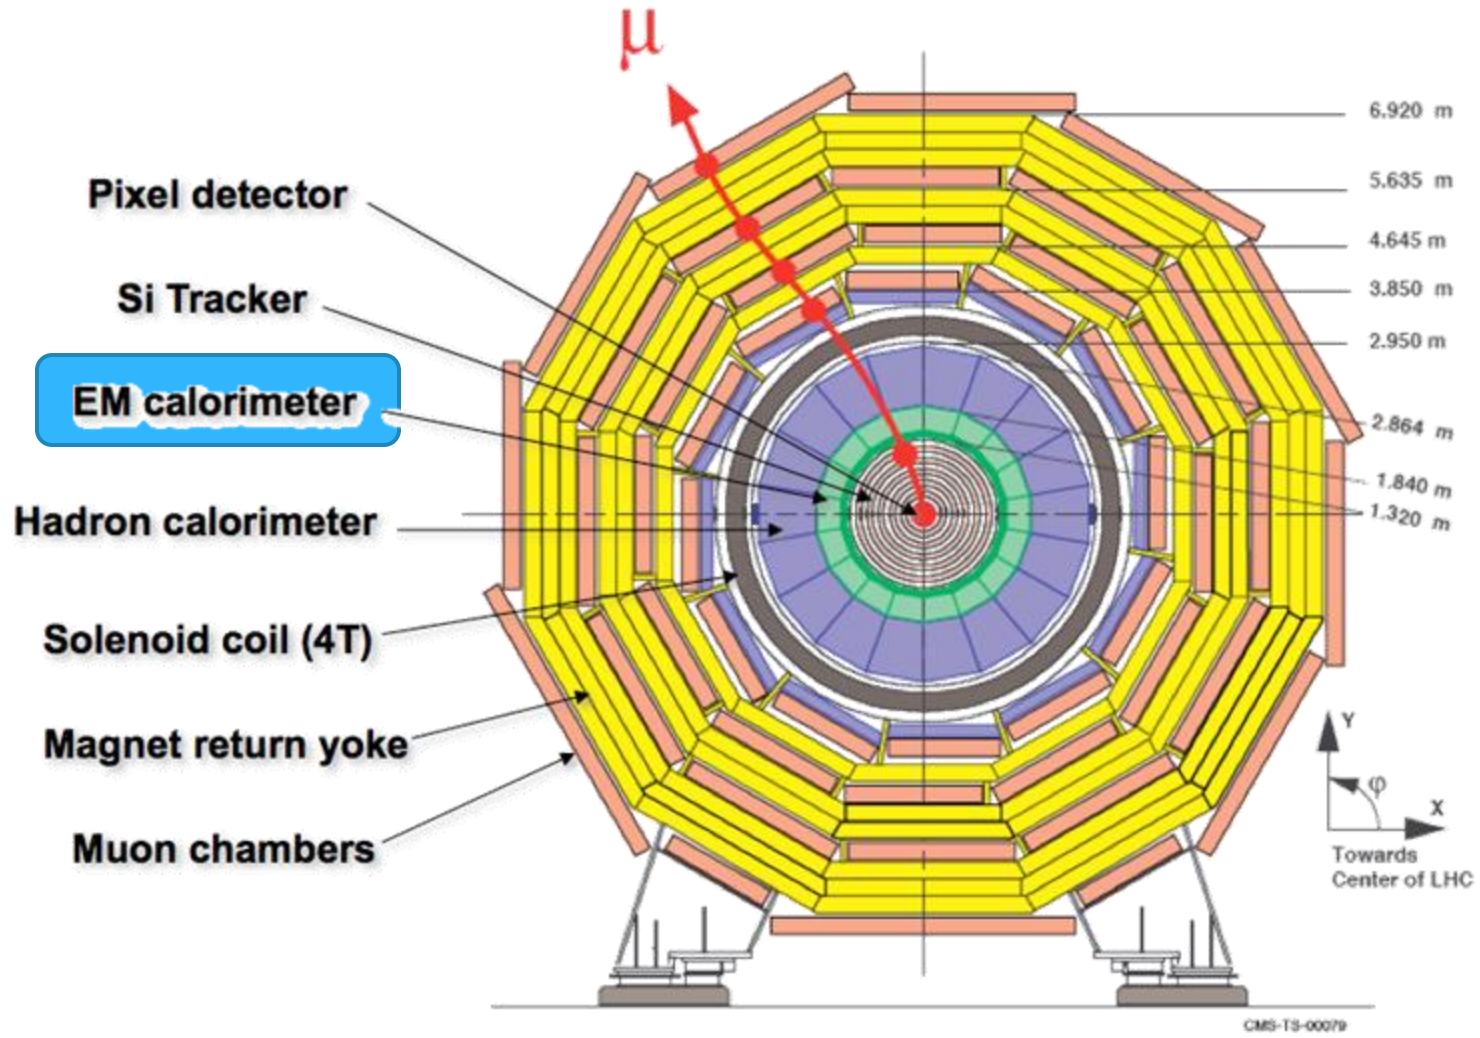 μ
6.920 m
Pixel detector
5.635 m
4.645 m
Si Tracker
3.850 m
2.950 m
EM calorimeter
2.864 m
1.840 m
1.320 m
Hadron calorimeter
Solenoid coil (4T)
Magnet return yoke
Y
φ
X
Muon chambers
Towards
Center of LHC
CMS-TS-00079